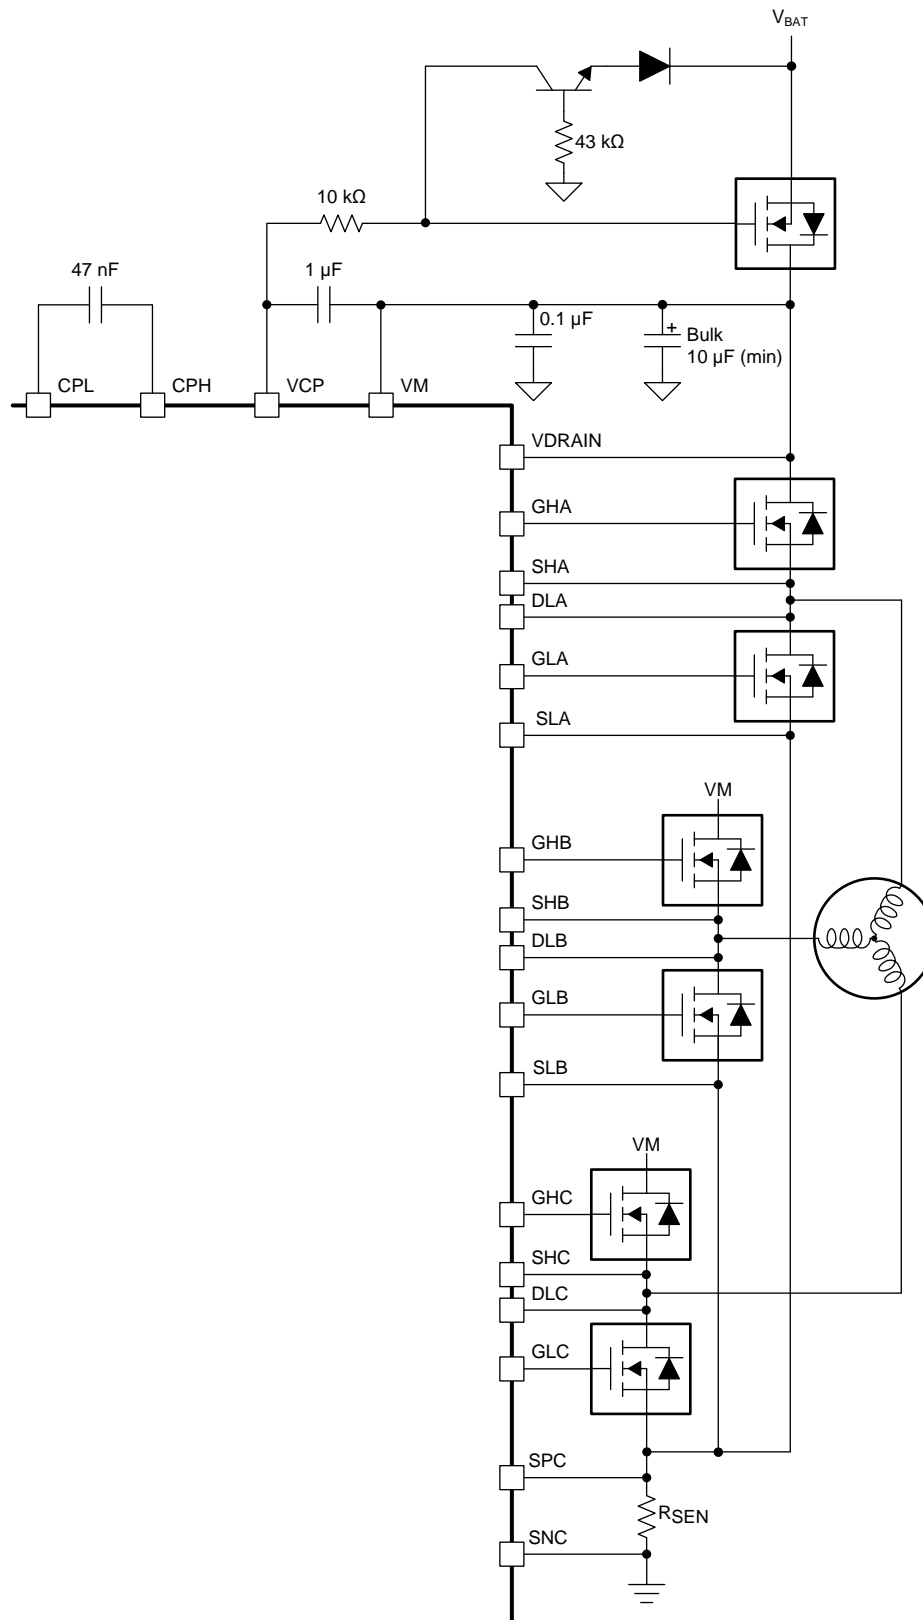 VBAT
43 kΩ
10 kΩ
47 nF
1 µF
0.1 µF
+
Bulk
10 µF (min)
CPL
CPH
VCP
VM
VDRAIN
GHA
SHA
DLA
GLA
SLA
VM
GHB
SHB
DLB
GLB
SLB
VM
GHC
SHC
DLC
GLC
SPC
RSEN
SNC